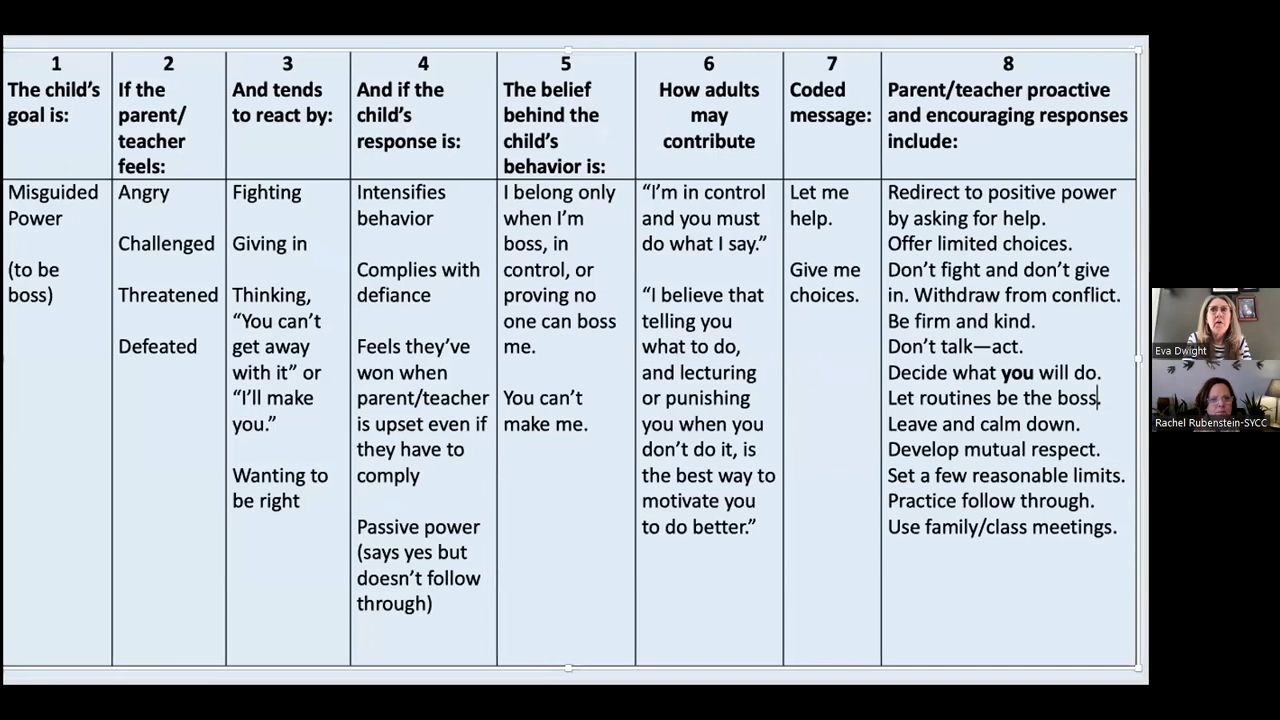 1
The child's
goal is:
2
If the
parent/
teacher
feels:
3
And tends
to react by:
4
And if the
child's
response is:
5
The belief
behind the
child's
behavior is:
6
How adults
may
contribute
7
Coded
message:
8
Parent/teacher proactive
and encouraging responses
include:
Misguided
Power
(to be
boss)
Angry
Challenged
Threatened
Defeated
Fighting
Giving in
Thinking,
“You can't
get away
with it” or
“I'll make
you.”
Wanting to
be right
Intensifies
behavior
Complies with
defiance
Feels they've
won when
parent/teacher
is upset even if
they have to
comply
Passive power
(says yes but
doesn't follow
through)
I belong only
when I'm
boss, in
control, or
proving no
one can boss
me.
You can't
make me.
“I'm in control
and you must
do what I say.”
“I believe that
telling you
what to do,
and lecturing
or punishing
you when you
don't do it, is
the best way to
motivate you
to do better.”
Let me
help.
Give me
choices.
Redirect to positive power
by asking for help.
Offer limited choices.
Don't fight and don't give
in. Withdraw from conflict.
Be firm and kind.
Don't talk—act.
Decide what you will do.
Let routines be the boss.
Leave and calm down.
Develop mutual respect.
Set a few reasonable limits.
Practice follow through.
Use family/class meetings.
Eva Dwight
Rachel Rubenstein-SYCC